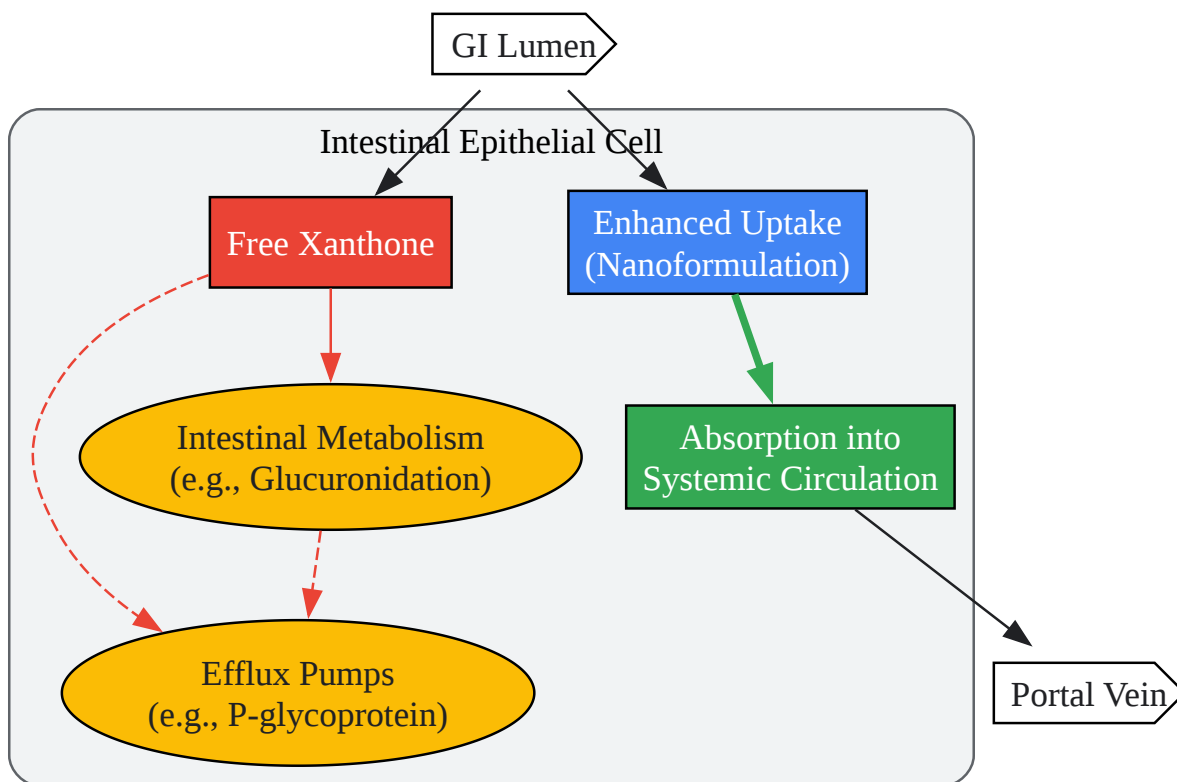 GI Lumen
Intestinal Epithelial Cell
Free Xanthone
Enhanced Uptake
(Nanoformulation)
Intestinal Metabolism
(e.g., Glucuronidation)
Absorption into
Systemic Circulation
Efflux Pumps
(e.g., P-glycoprotein)
Portal Vein